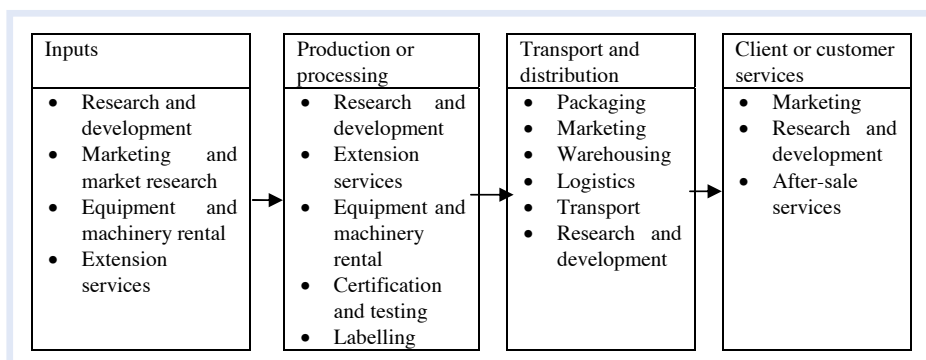 Inputs
• Research and
development
• Marketing and
market research
• Equipment and
machinery rental
• Extension
services
Production or
processing
• Research and
development
• Extension
services
• Equipment and
machinery
rental
• Certification
and testing
• Labelling
Transport and
distribution
• Packaging
• Marketing
• Warehousing
• Logistics
• Transport
• Research and
development
Client or customer
services
• Marketing
• Research and
development
• After-sale
services